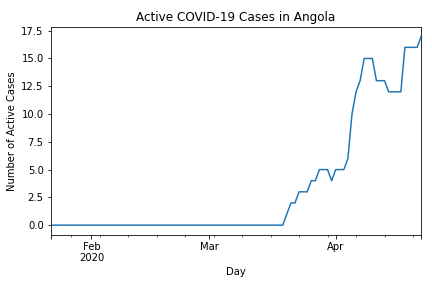 Active COVID-19 Cases in Angola
17.5
15.0
12.5
10.0
7.5
5.0
2.5
0.0
Number of Active Cases
Feb
2020
Mar
Apr
Day